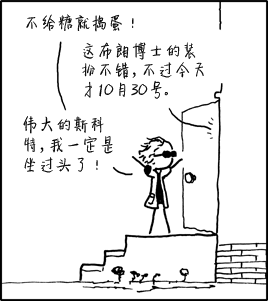 不给糖就捣蛋！
这布朗博士的装
扮不错，不过今天
才10月30号。
伟大的斯科
特，我一定是
坐过头了！